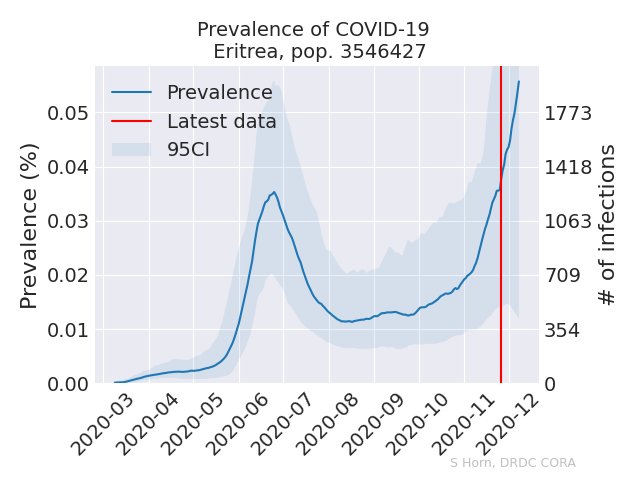 Prevalence of COVID-19
Eritrea, pop. 3546427
Prevalence
Latest data
95CI
Prevalence (%)
0.05
0.04
0.03
0.02
0.01
0.00
1773
1418
1063
709
354
0
# of infections
2020-03
2020-04
2020-05
2020-06
2020-07
2020-08
2020-09
2020-10
2020-11
2020-12
S Horn, DRDC CORA